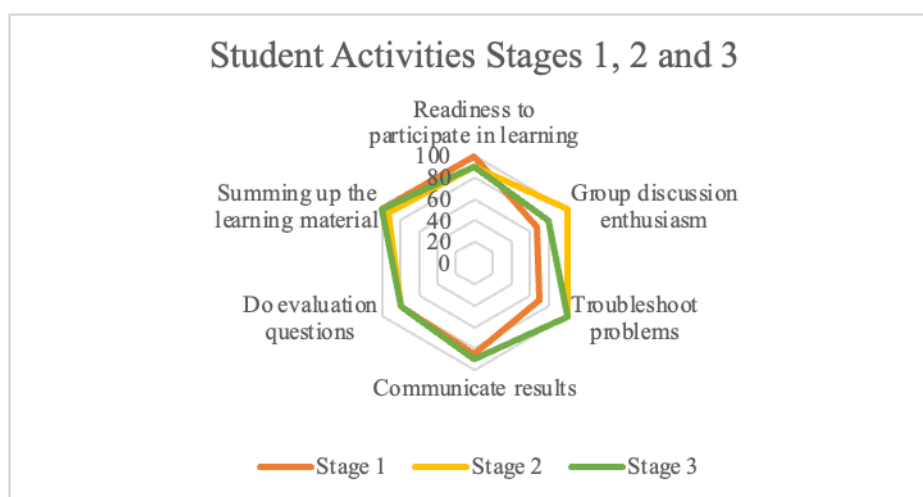 Student Activities Stages 1, 2 and 3
Readiness to
participate in learning
100
80
60
40
20
0
Group discussion
enthusiasm
Troubleshoot
problems
Communicate results
Do evaluation
questions
Summing up the
learning material
Stage 1
Stage 2
Stage 3